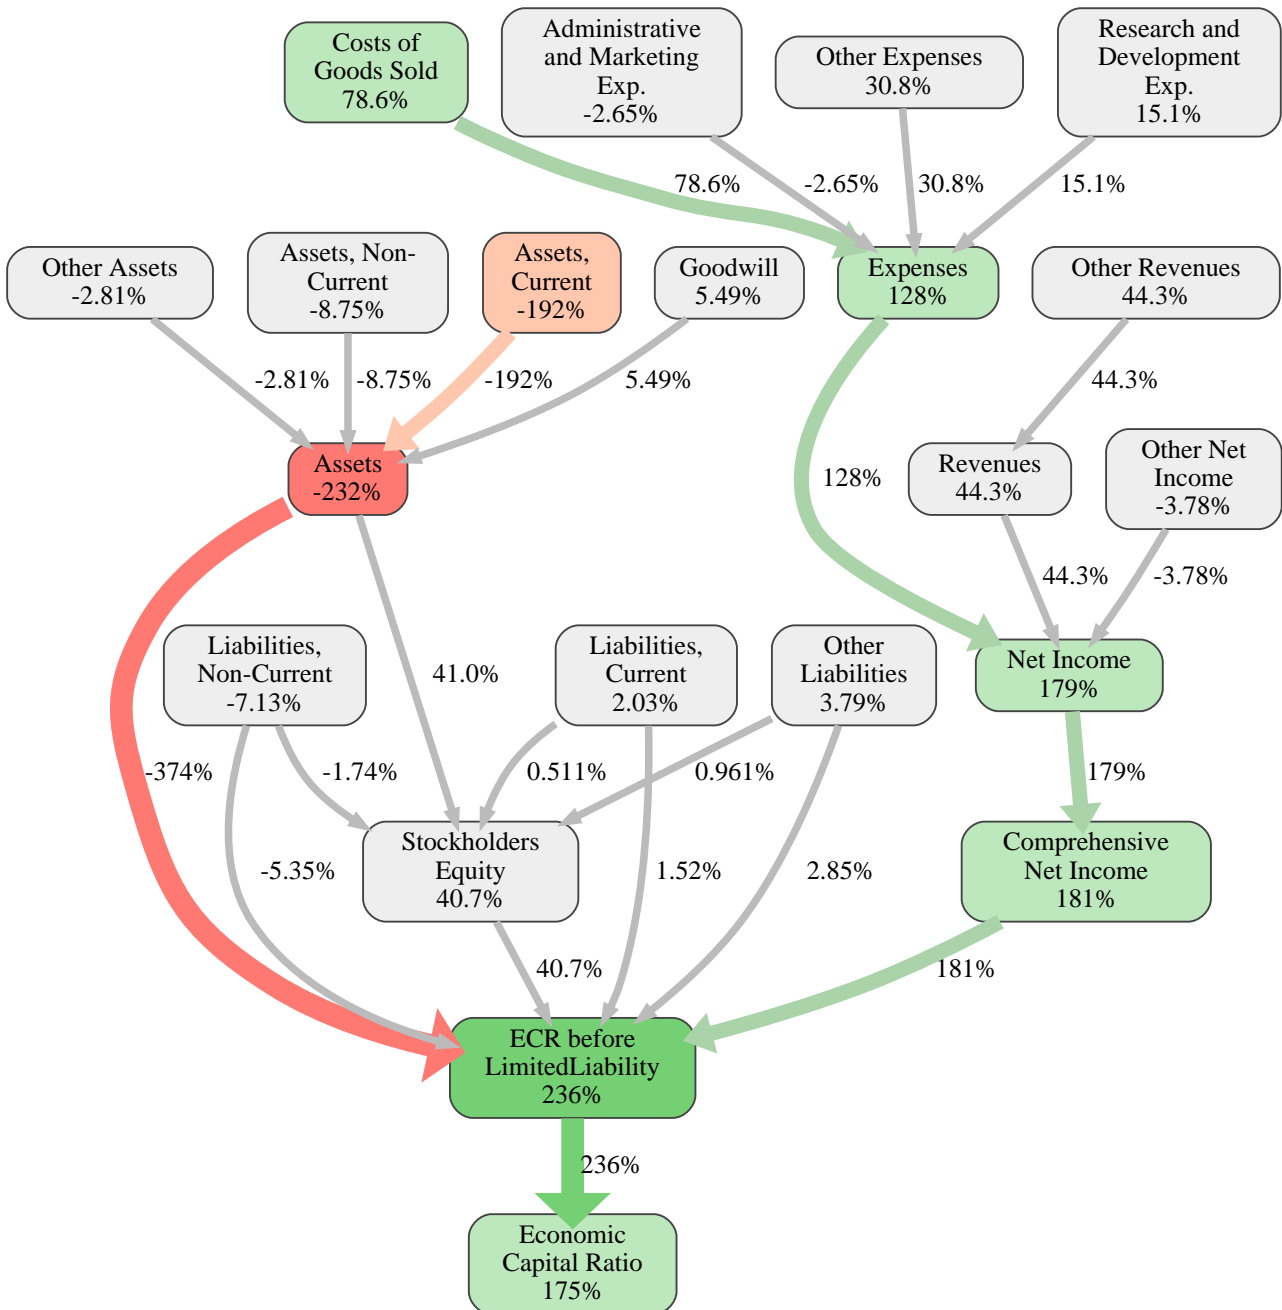 Costs of
Goods Sold
78.6%
Administrative
and Marketing
Exp.
-2.65%
Other Expenses
30.8%
Research and
Development
Exp.
15.1%
78.6%
-2.65%
30.8%
15.1%
Other Assets
-2.81%
Assets, Non-
Current
-8.75%
Assets,
Current
-192%
Goodwill
5.49%
Expenses
128%
Other Revenues
44.3%
-2.81%
-8.75%
-192%
5.49%
44.3%
Assets
-232%
128%
Revenues
44.3%
Other Net
Income
-3.78%
44.3%
-3.78%
Liabilities,
Non-Current
-7.13%
41.0%
Liabilities,
Current
2.03%
Other
Liabilities
3.79%
Net Income
179%
-374%
-1.74%
0.511%
0.961%
179%
Stockholders
Equity
40.7%
-5.35%
1.52%
2.85%
Comprehensive
Net Income
181%
40.7%
181%
ECR before
LimitedLiability
236%
236%
Economic
Capital Ratio
175%